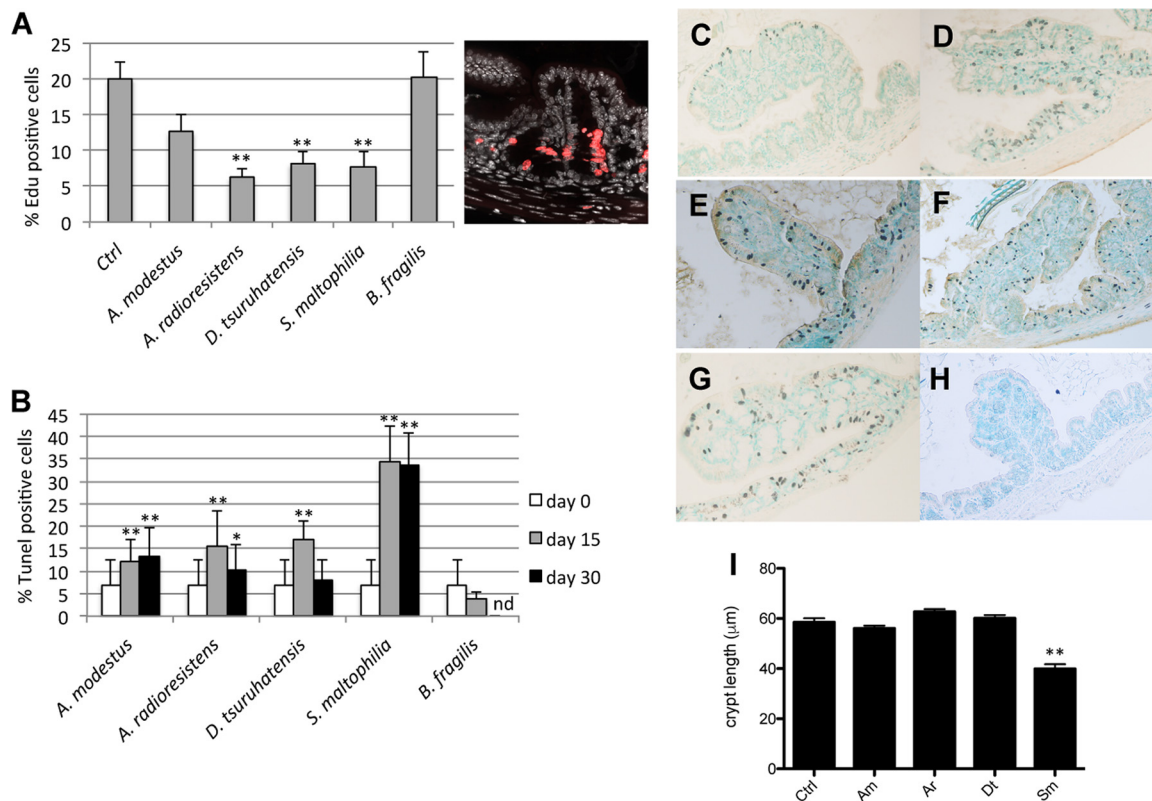 A
% Edu positive cells
25
20
15
10
5
0
**
**
**
Ctrl
A. modestus
A. radioresistens
D. tsuruhatensis
S. maltophilia
B. fragilis
B
% Tunel positive cells
45
40
35
30
25
20
15
10
5
0
**
**
**
*
**
**
**
nd
day 0
day 15
day 30
A. modestus
A. radioresistens
D. tsuruhatensis
S. maltophilia
B. fragilis
C
D
E
F
G
H
I
crypt length (μm)
80
60
40
20
0
**
Ctrl
Am
Ar
Dt
Sm